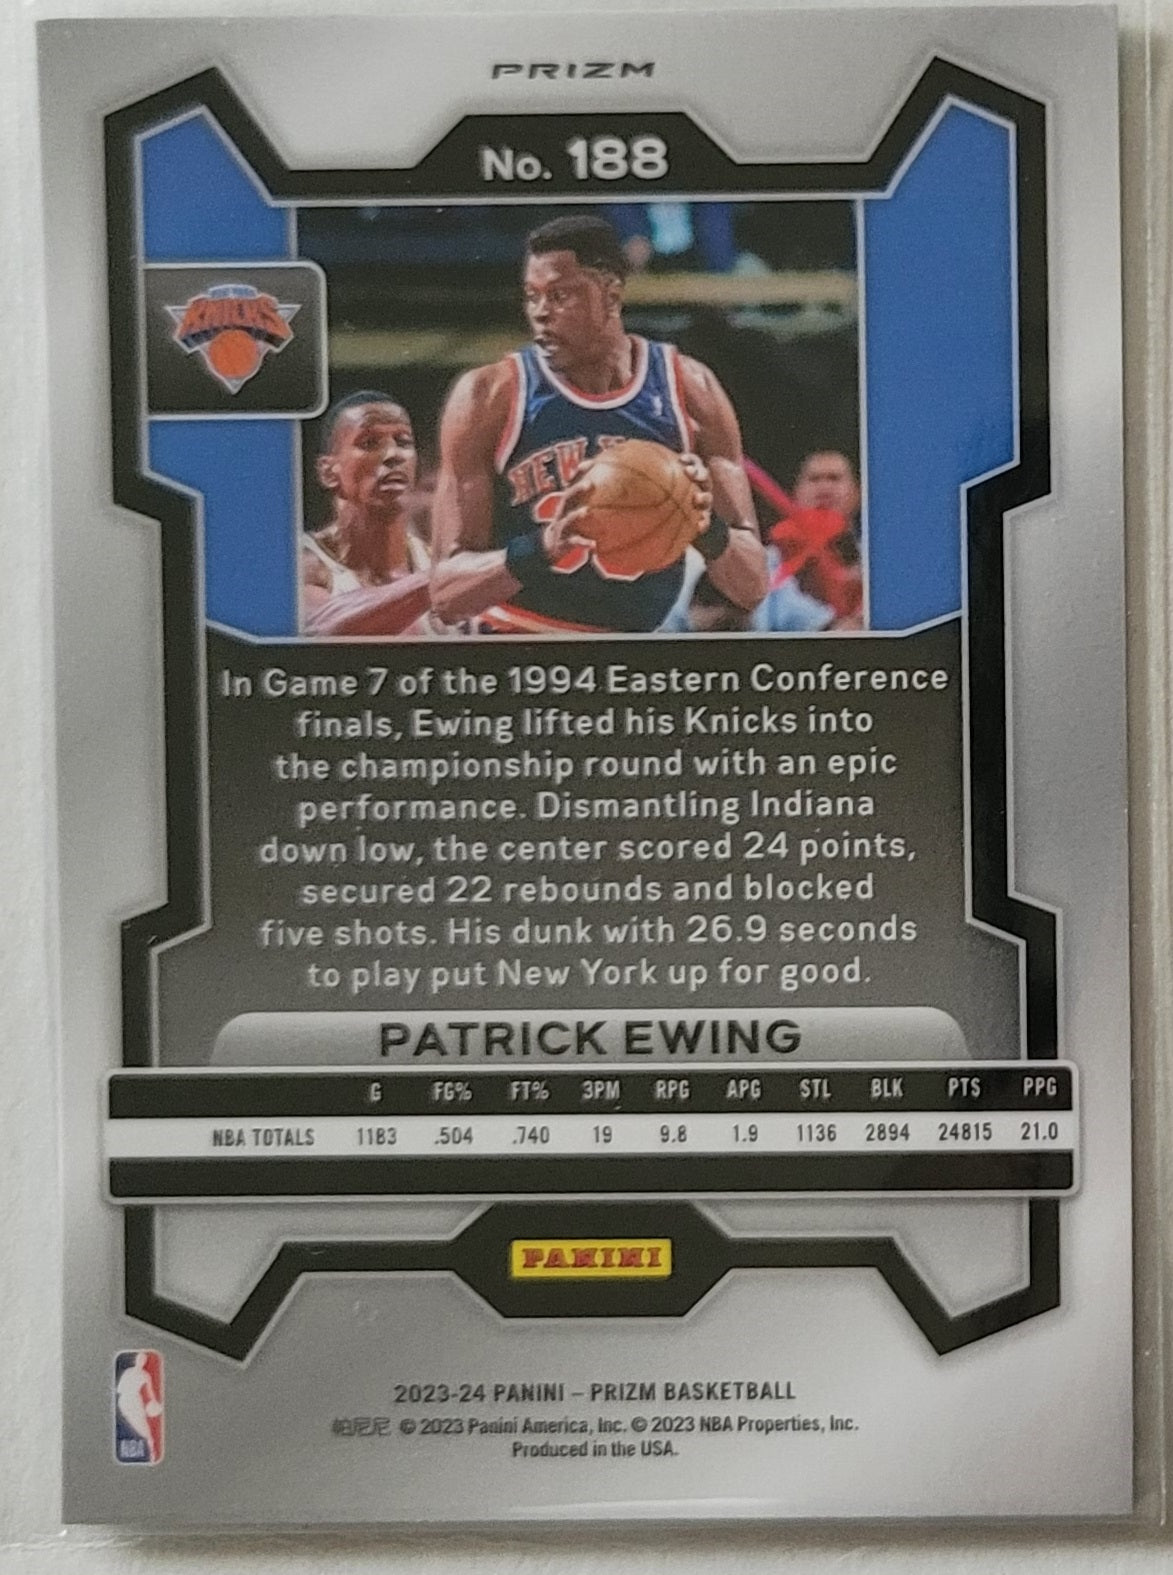 PRIZM
No. 188
KNICKS
NEW
In Game 7 of the 1994 Eastern Conference
finals, Ewing lifted his Knicks into
the championship round with an epic
performance. Dismantling Indiana
down low, the center scored 24 points,
secured 22 rebounds and blocked
five shots. His dunk with 26.9 seconds
to play put New York up for good.
PATRICK EWING
G FG% FT% 3PM RPG APG STL BLK PTS PPG
NBA TOTALS 1183 .504 .740 19 9.8 1.9 1136 2894 24815 21.0
PANINI
2023-24 PANINI – PRIZM BASKETBALL
帕尼尼 © 2023 Panini America, Inc. © 2023 NBA Properties, Inc.
Produced in the USA.
NBA